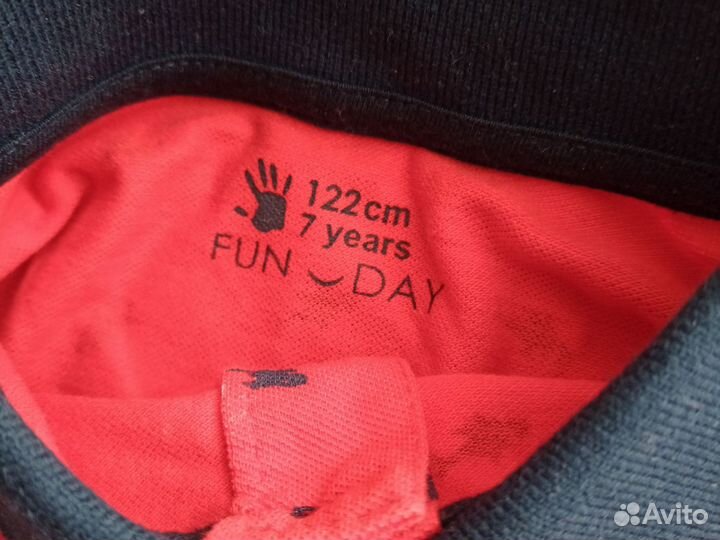 122cm
7 years
FUN DAY
Avito